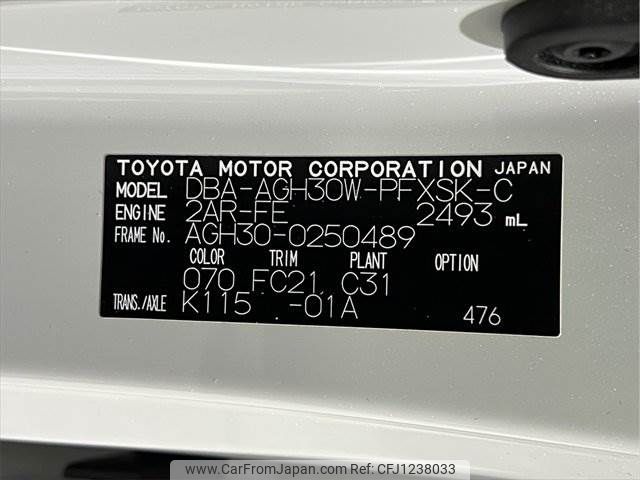 TOYOTA MOTOR CORPORATION JAPAN
MODEL DBA-AGH30W-PFXSK-C
ENGINE 2AR-FE 2493 mL
FRAME No. AGH30-0250489
COLOR TRIM PLANT OPTION
070 FC21 C31
TRANS./AXLE K115 -01A
476
www.CarFromJapan.com, CarFromJapan, CFJ1238033